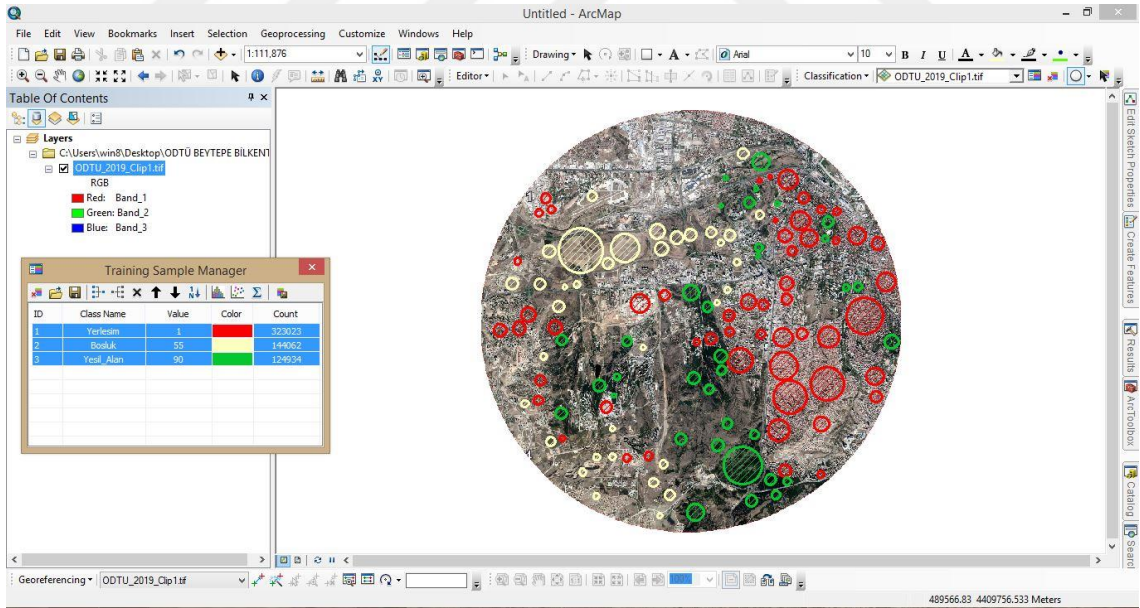 Untitled - ArcMap
File Edit View Bookmarks Insert Selection Geoprocessing Customize Windows Help
1:111,876 Drawing Arial 10 B I U A
Editor Classification ODTU_2019_Clip1.tif
Table Of Contents
Layers
C:\Users\win8\Desktop\ODTÜ BEYTEPE BİLKENT
ODTU_2019_Clip1.tif
RGB
Red: Band_1
Green: Band_2
Blue: Band_3
Training Sample Manager
ID Class Name Value Color Count
1 Yerlesim 1 323023
2 Bosluk 55 144062
3 Yesil_Alan 90 124934
Edit Sketch Properties
Create Features
Results
ArcToolbox
Catalog
Search
Georeferencing ODTU_2019_Clip1.tif 100%
489566.83 4409756.533 Meters